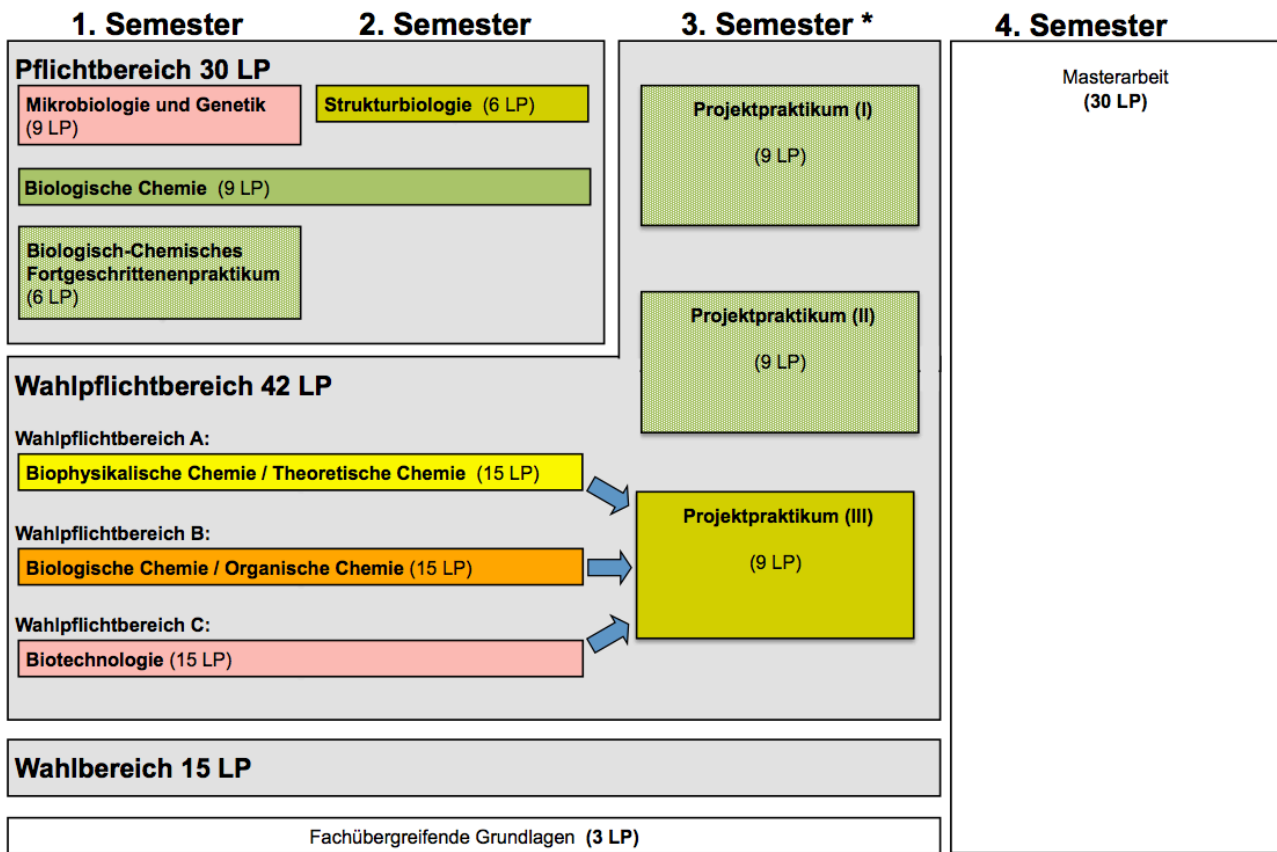 1. Semester
2. Semester
3. Semester *
4. Semester
Pflichtbereich 30 LP
Mikrobiologie und Genetik
(9 LP)
Strukturbiologie (6 LP)
Biologische Chemie (9 LP)
Biologisch-Chemisches
Fortgeschrittenenpraktikum
(6 LP)
Projektpraktikum (I)
(9 LP)
Projektpraktikum (II)
(9 LP)
Masterarbeit
(30 LP)
Wahlpflichtbereich 42 LP
Wahlpflichtbereich A:
Biophysikalische Chemie / Theoretische Chemie (15 LP)
Wahlpflichtbereich B:
Biologische Chemie / Organische Chemie (15 LP)
Wahlpflichtbereich C:
Biotechnologie (15 LP)
Projektpraktikum (III)
(9 LP)
Wahlbereich 15 LP
Fachübergreifende Grundlagen (3 LP)